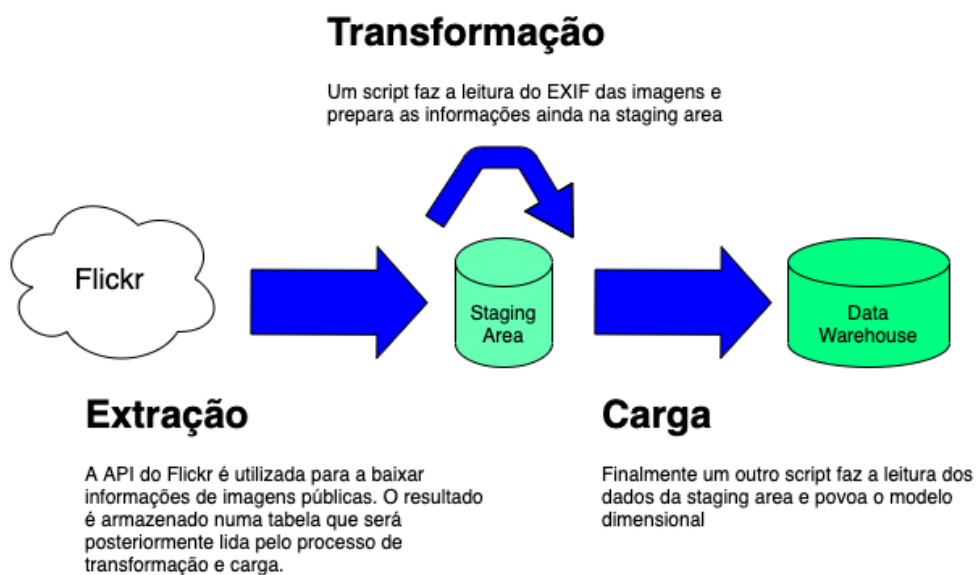 Transformação
Um script faz a leitura do EXIF das imagens e
prepara as informações ainda na staging area
Flickr
Staging
Area
Data
Warehouse
Extração
A API do Flickr é utilizada para a baixar
informações de imagens públicas. O resultado
é armazenado numa tabela que será
posteriormente lida pelo processo de
transformação e carga.
Carga
Finalmente um outro script faz a leitura dos
dados da staging area e povoa o modelo
dimensional